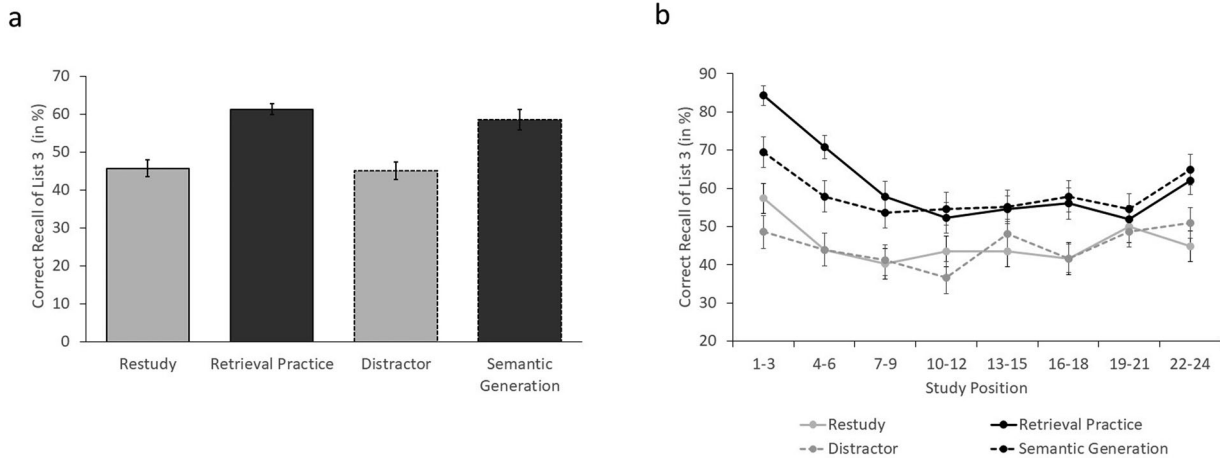 a
Correct Recall of List 3 (in %)
70
60
50
40
30
20
10
0
Restudy
Retrieval Practice
Distractor
Semantic
Generation
b
Correct Recall of List 3 (in %)
90
80
70
60
50
40
30
20
1-3
4-6
7-9
10-12
13-15
16-18
19-21
22-24
Study Position
Restudy
Retrieval Practice
Distractor
Semantic Generation